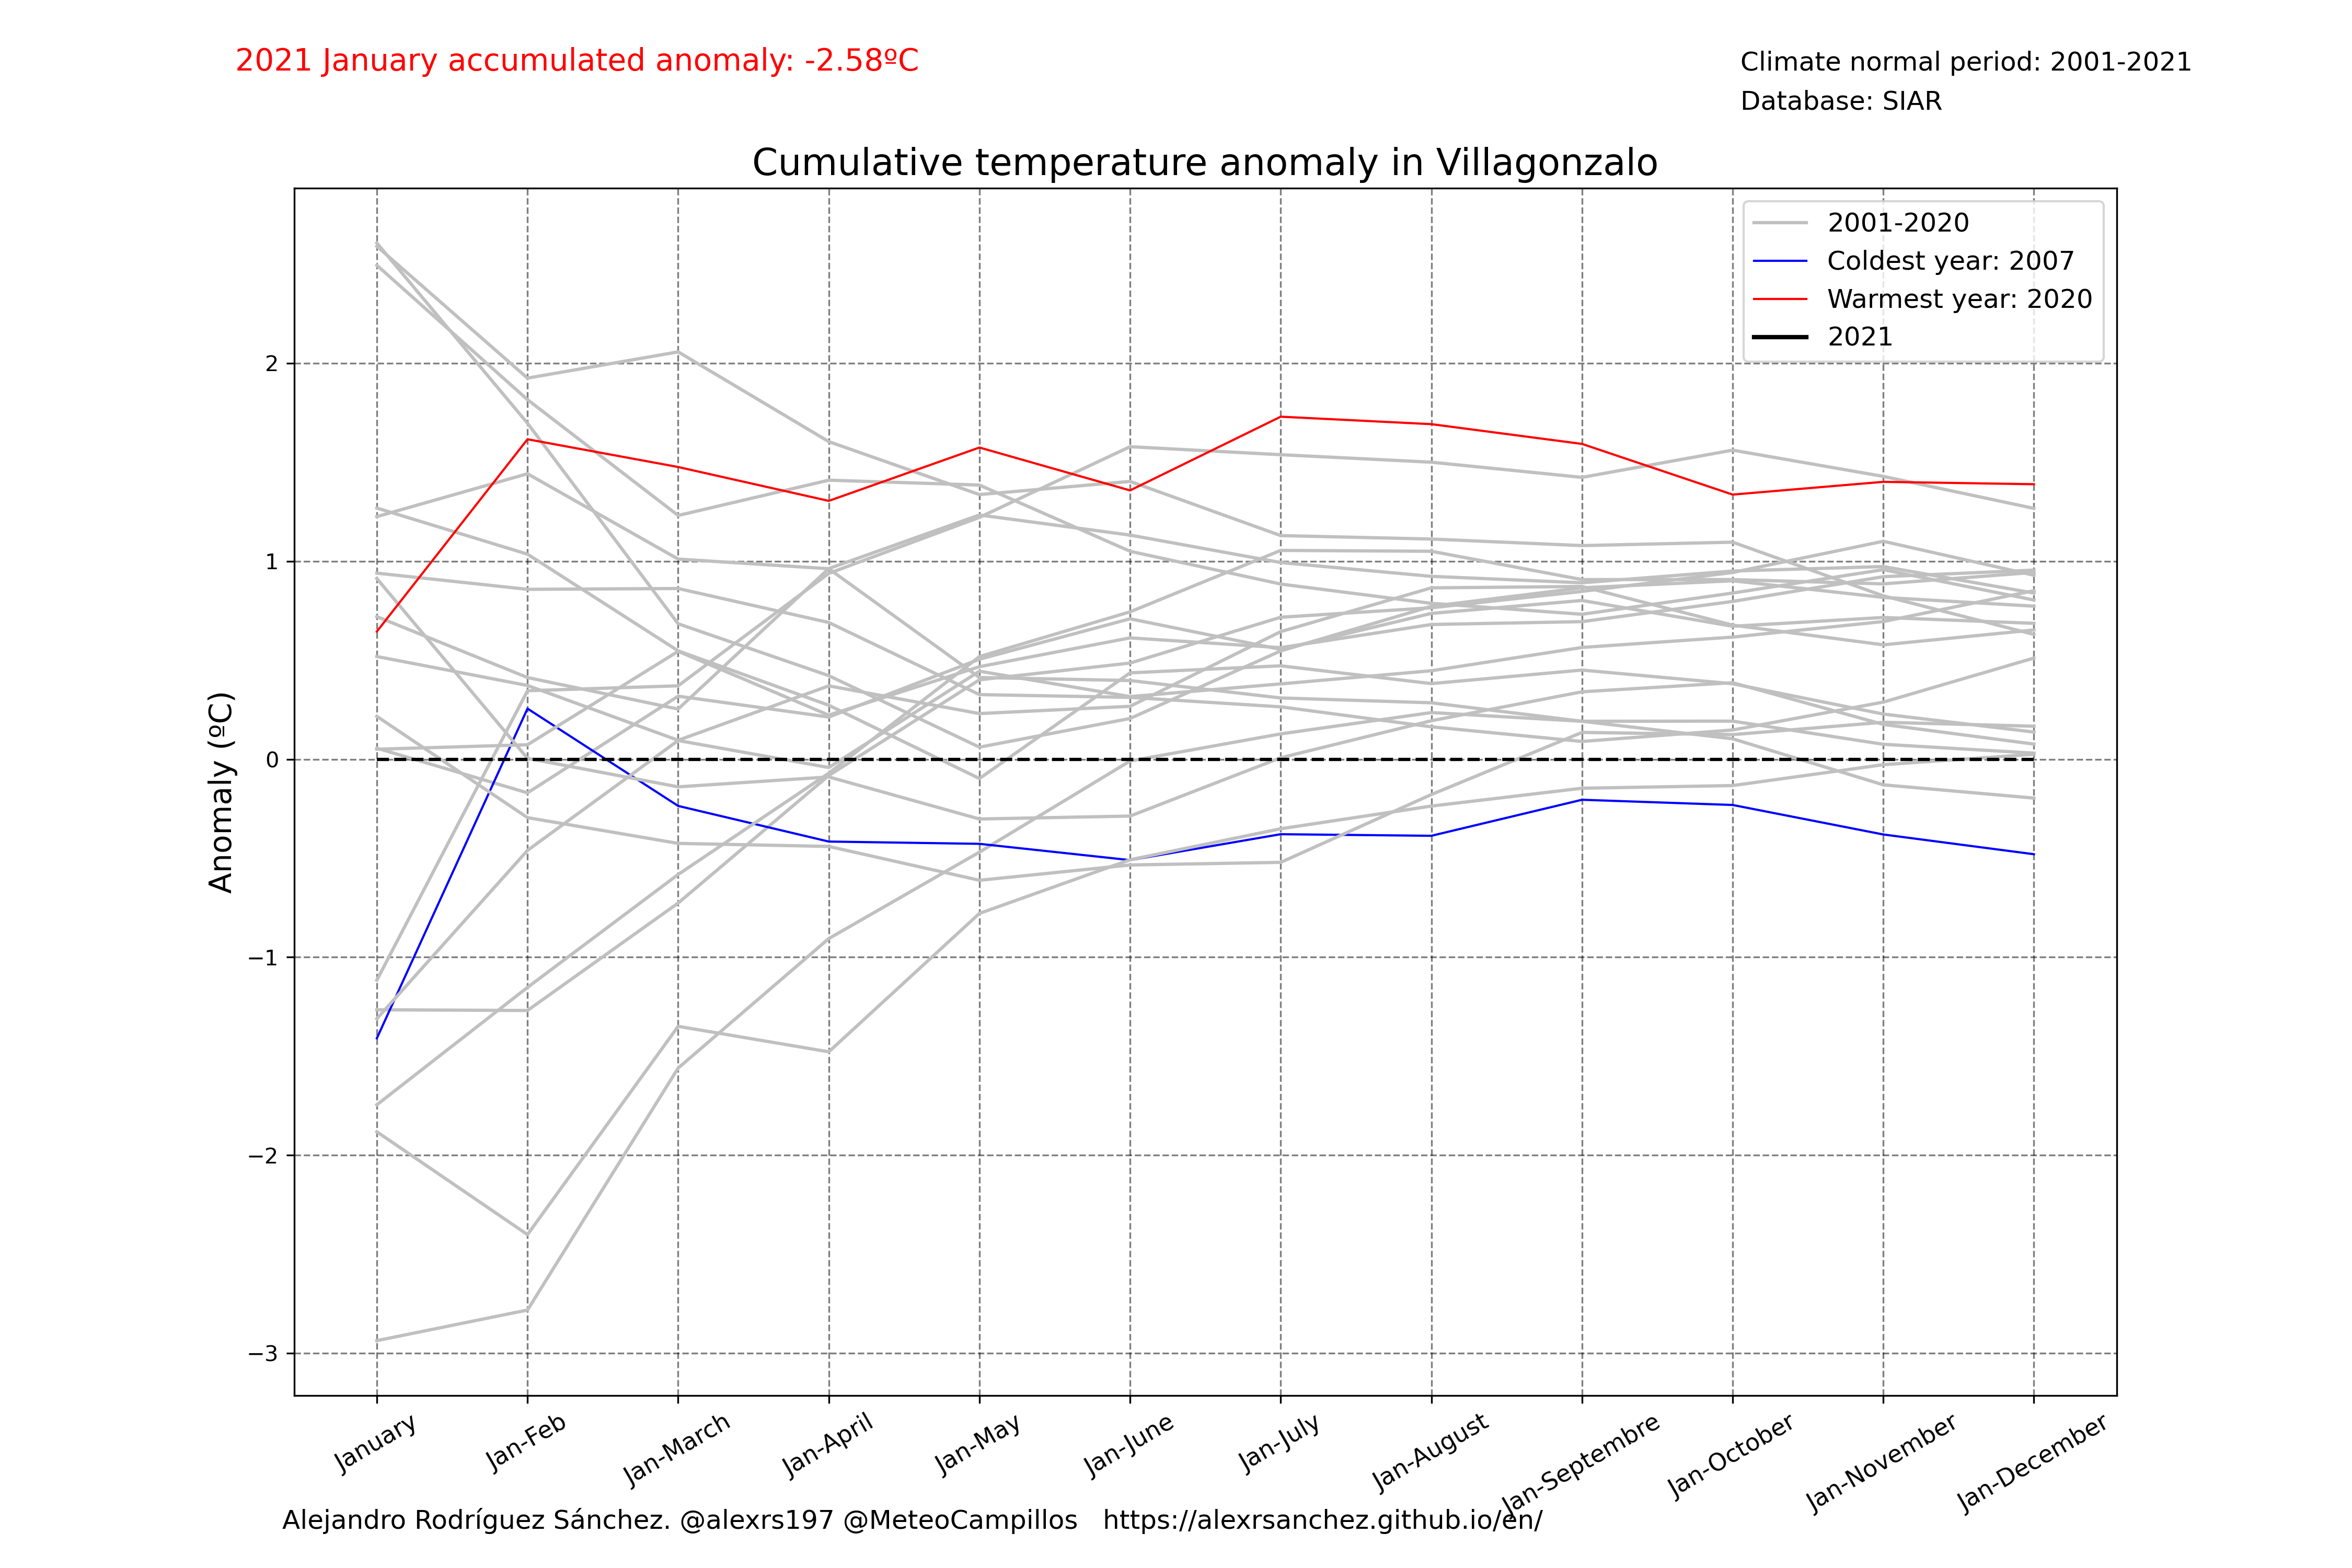 2021 January accumulated anomaly: -2.58ºC
Climate normal period: 2001-2021
Database: SIAR
Cumulative temperature anomaly in Villagonzalo
2001-2020
Coldest year: 2007
Warmest year: 2020
2021
Anomaly (ºC)
2
1
0
−1
−2
−3
January
Jan-Feb
Jan-March
Jan-April
Jan-May
Jan-June
Jan-July
Jan-August
Jan-Septembre
Jan-October
Jan-November
Jan-December
Alejandro Rodríguez Sánchez. @alexrs197 @MeteoCampillos https://alexrsanchez.github.io/en/